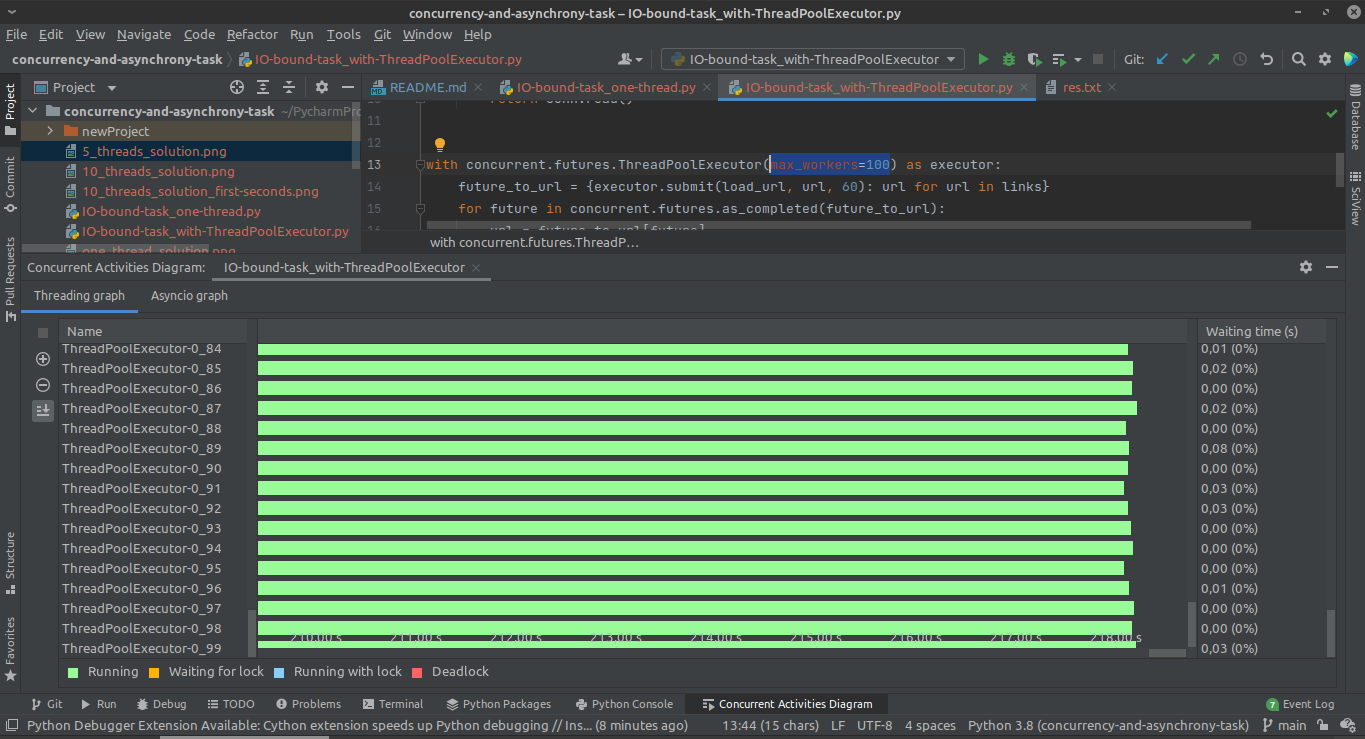 concurrency-and-asynchrony-task – IO-bound-task_with-ThreadPoolExecutor.py
File Edit View Navigate Code Refactor Run Tools Git Window Help
concurrency-and-asynchrony-task IO-bound-task_with-ThreadPoolExecutor.py IO-bound-task_with-ThreadPoolExecutor Git:
Project README.md IO-bound-task_one-thread.py IO-bound-task_with-ThreadPoolExecutor.py res.txt
Project
Commit
Pull Requests
Structure
Favorites
Database
SciView
concurrency-and-asynchrony-task ~/PycharmPro
newProject
5_threads_solution.png
10_threads_solution.png
10_threads_solution_first-seconds.png
IO-bound-task_one-thread.py
IO-bound-task_with-ThreadPoolExecutor.py
one_thread_solution.png
return conn.read()
11
12
13 with concurrent.futures.ThreadPoolExecutor(max_workers=100) as executor:
14 future_to_url = {executor.submit(load_url, url, 60): url for url in links}
15 for future in concurrent.futures.as_completed(future_to_url):
url = future_to_url[future]
with concurrent.futures.ThreadP...
Concurrent Activities Diagram: IO-bound-task_with-ThreadPoolExecutor
Threading graph Asyncio graph
Name Waiting time (s)
ThreadPoolExecutor-0_84 0,01 (0%)
ThreadPoolExecutor-0_85 0,02 (0%)
ThreadPoolExecutor-0_86 0,00 (0%)
ThreadPoolExecutor-0_87 0,02 (0%)
ThreadPoolExecutor-0_88 0,00 (0%)
ThreadPoolExecutor-0_89 0,08 (0%)
ThreadPoolExecutor-0_90 0,00 (0%)
ThreadPoolExecutor-0_91 0,03 (0%)
ThreadPoolExecutor-0_92 0,03 (0%)
ThreadPoolExecutor-0_93 0,00 (0%)
ThreadPoolExecutor-0_94 0,00 (0%)
ThreadPoolExecutor-0_95 0,00 (0%)
ThreadPoolExecutor-0_96 0,01 (0%)
ThreadPoolExecutor-0_97 0,00 (0%)
ThreadPoolExecutor-0_98 0,00 (0%)
210.00 s 211.00 s 212.00 s 213.00 s 214.00 s 215.00 s 216.00 s 217.00 s 218.00 s
ThreadPoolExecutor-0_99 0,03 (0%)
Running Waiting for lock Running with lock Deadlock
Git Run Debug TODO Problems Terminal Python Packages Python Console Concurrent Activities Diagram 7 Event Log
Python Debugger Extension Available: Cython extension speeds up Python debugging // Ins... (8 minutes ago) 13:44 (15 chars) LF UTF-8 4 spaces Python 3.8 (concurrency-and-asynchrony-task) main